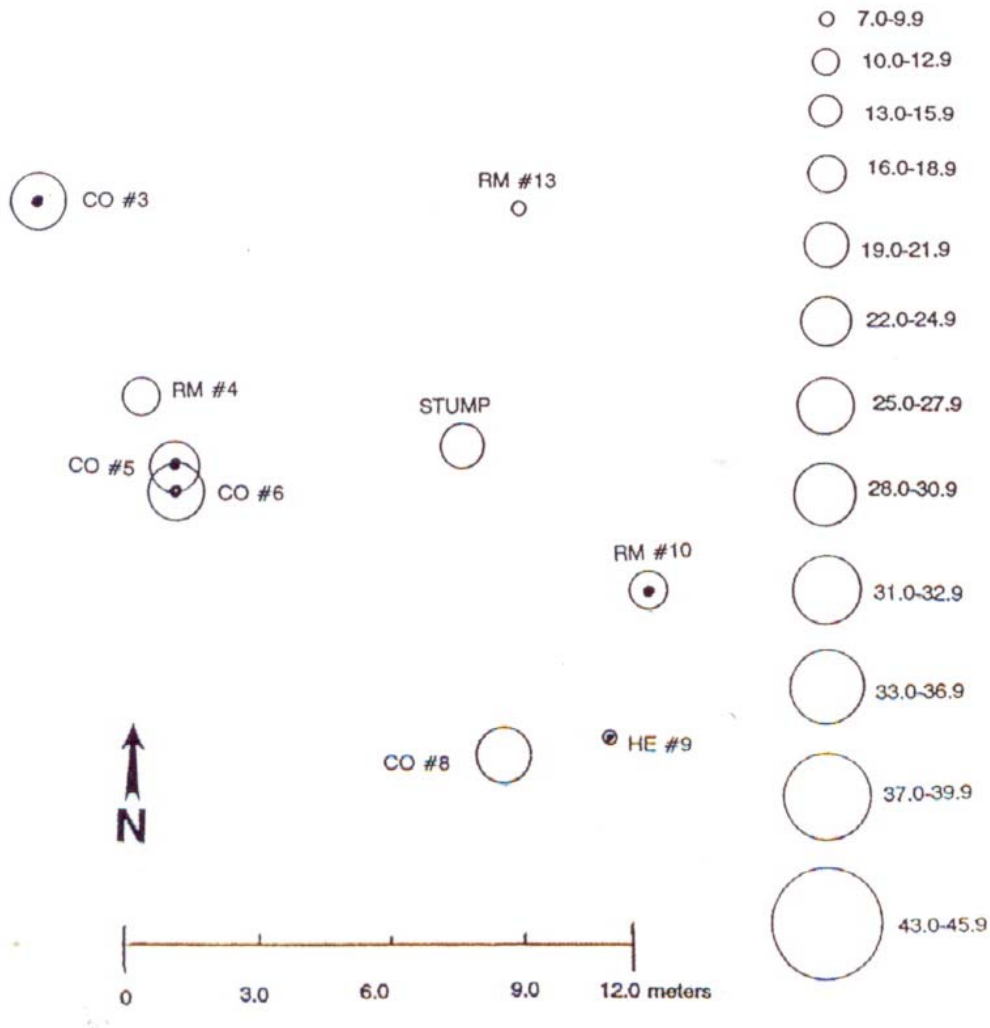 7.0-9.9
10.0-12.9
13.0-15.9
16.0-18.9
19.0-21.9
22.0-24.9
25.0-27.9
28.0-30.9
31.0-32.9
33.0-36.9
37.0-39.9
43.0-45.9
CO #3
RM #13
RM #4
STUMP
CO #5
CO #6
RM #10
CO #8
HE #9
N
0 3.0 6.0 9.0 12.0 meters